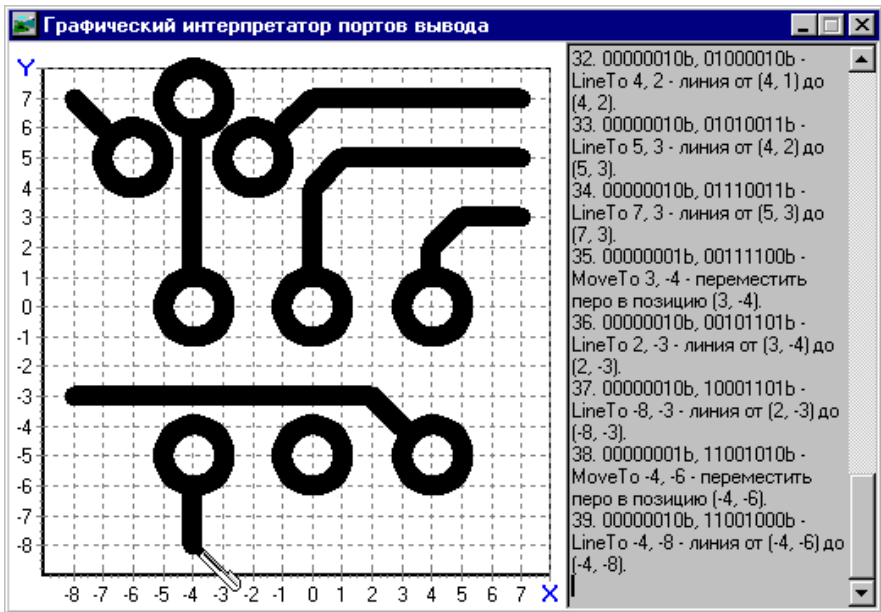 Графический интерпретатор портов вывода
Y
7
6
5
4
3
2
1
0
-1
-2
-3
-4
-5
-6
-7
-8
-8 -7 -6 -5 -4 -3 -2 -1 0 1 2 3 4 5 6 7 X
32. 00000010b, 01000010b -
LineTo 4, 2 - линия от (4, 1) до
(4, 2).
33. 00000010b, 01010011b -
LineTo 5, 3 - линия от (4, 2) до
(5, 3).
34. 00000010b, 01110011b -
LineTo 7, 3 - линия от (5, 3) до
(7, 3).
35. 00000001b, 00111100b -
MoveTo 3, -4 - переместить
перо в позицию (3, -4).
36. 00000010b, 00101101b -
LineTo 2, -3 - линия от (3, -4) до
(2, -3).
37. 00000010b, 10001101b -
LineTo -8, -3 - линия от (2, -3) до
(-8, -3).
38. 00000001b, 11001010b -
MoveTo -4, -6 - переместить
перо в позицию (-4, -6).
39. 00000010b, 11001000b -
LineTo -4, -8 - линия от (-4, -6) до
(-4, -8).